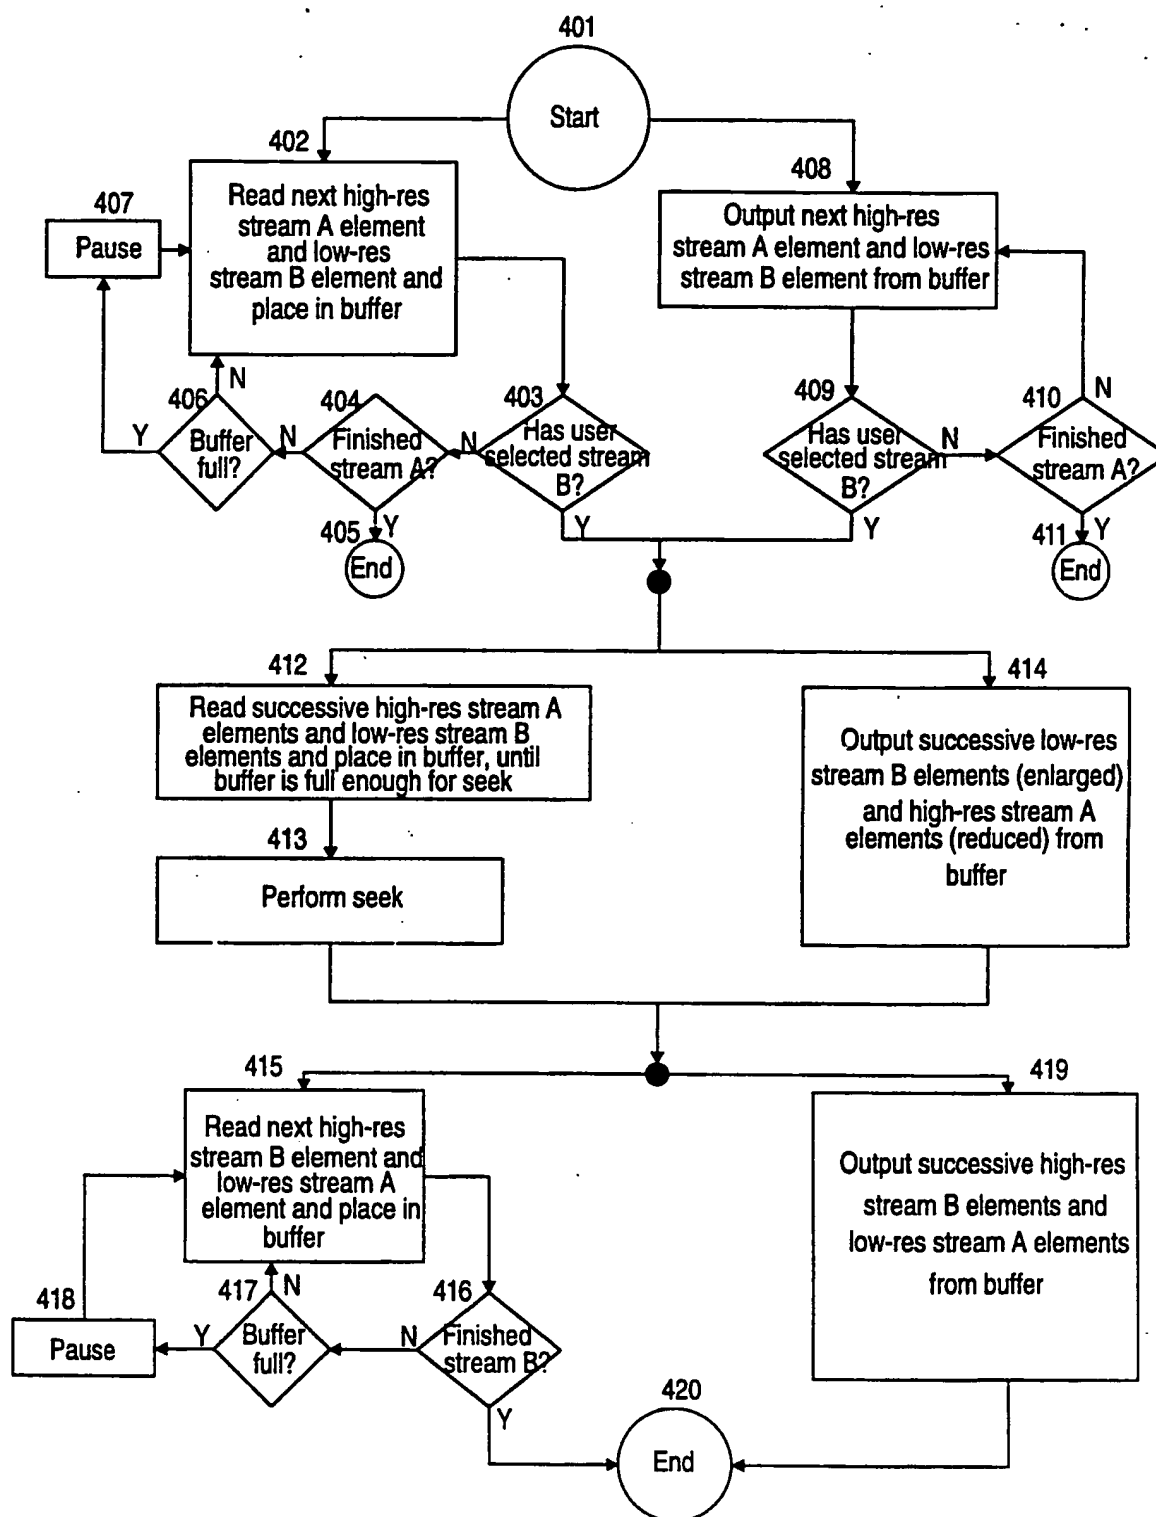 401
Start
402
Read next high-res
stream A element
and low-res
stream B element and
place in buffer
407
Pause
408
Output next high-res
stream A element and low-res
stream B element from buffer
406
N
Y
Buffer
full?
N
404
Finished
stream A?
Y
405
End
N
403
Has user
selected stream
B?
Y
409
Has user
selected stream
B?
Y
N
410
N
Finished
stream A?
411
Y
End
412
Read successive high-res stream A
elements and low-res stream B
elements and place in buffer, until
buffer is full enough for seek
413
Perform seek
414
Output successive low-res
stream B elements (enlarged)
and high-res stream A
elements (reduced) from
buffer
415
Read next high-res
stream B element and
low-res stream A
element and place in
buffer
418
Pause
Y
417
N
Buffer
full?
N
416
Finished
stream B?
Y
419
Output successive high-res
stream B elements and
low-res stream A elements
from buffer
420
End